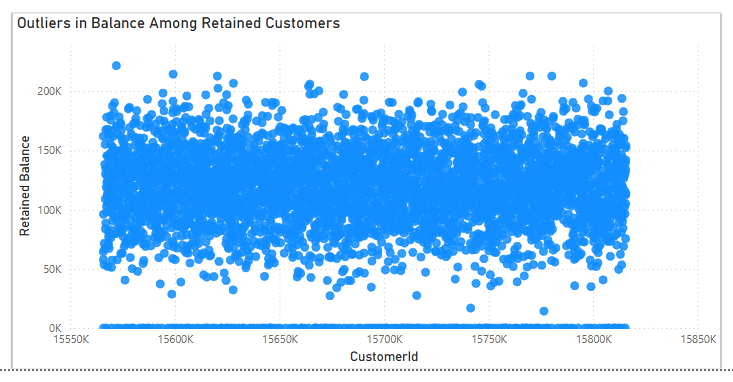 Outliers in Balance Among Retained Customers
200K
150K
100K
50K
0K
Retained Balance
15550K 15600K 15650K 15700K 15750K 15800K 15850K
CustomerId